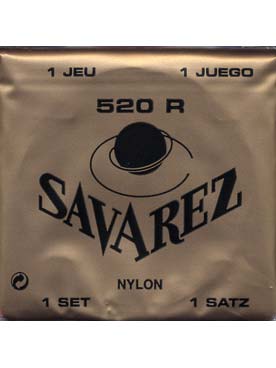 1 JEU 1 JUEGO
520 R
SAVAREZ
NYLON
1 SET 1 SATZ